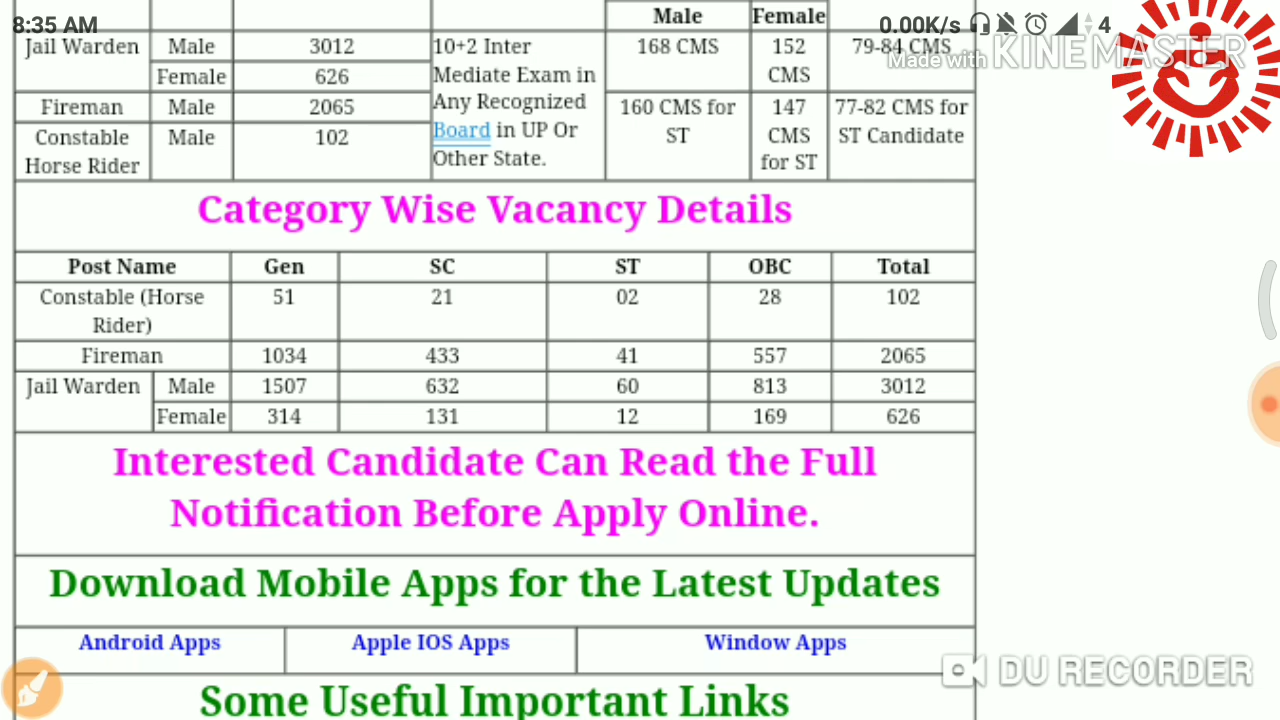 8:35 AM
0.00K/s
4
Made with KINEMASTER
Male Female
Jail Warden Male 3012 10+2 Inter 168 CMS 152 79-84 CMS
Mediate Exam in CMS
Female 626
Any Recognized
Fireman Male 2065 160 CMS for 147 77-82 CMS for
Board in UP Or ST CMS ST Candidate
Constable Male 102
Horse Rider Other State. for ST
Category Wise Vacancy Details
Post Name Gen SC ST OBC Total
Constable (Horse 51 21 02 28 102
Rider)
Fireman 1034 433 41 557 2065
Jail Warden Male 1507 632 60 813 3012
Female 314 131 12 169 626
Interested Candidate Can Read the Full
Notification Before Apply Online.
Download Mobile Apps for the Latest Updates
Android Apps Apple IOS Apps Window Apps
DU RECORDER
Some Useful Important Links